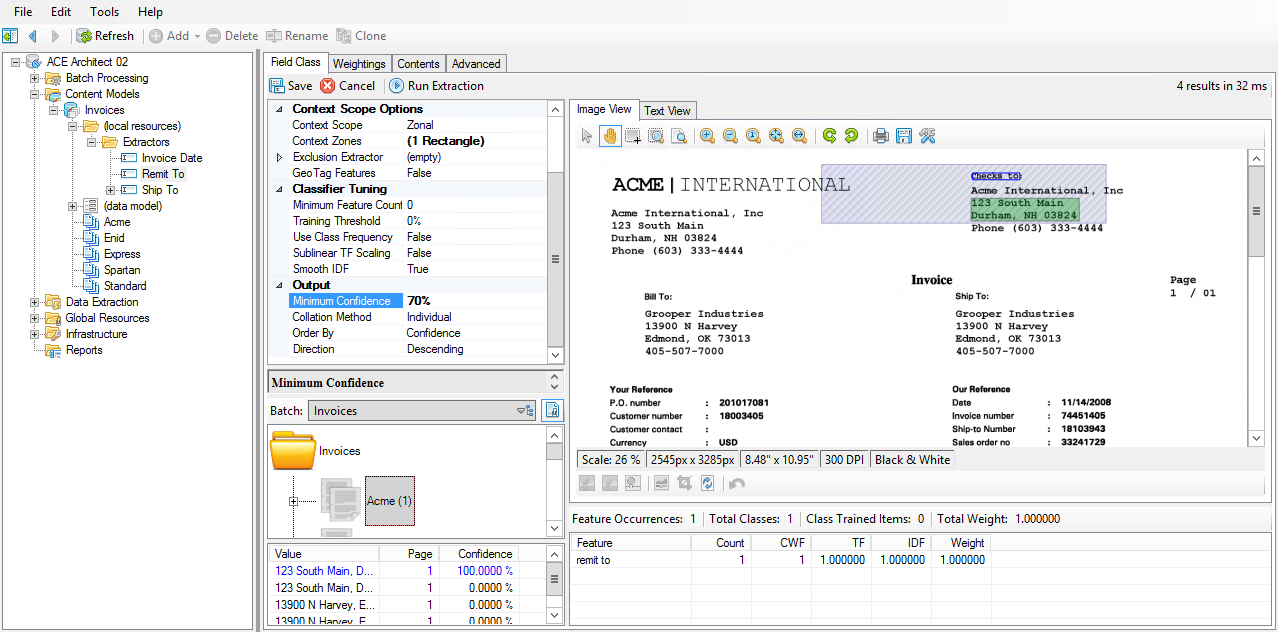 File Edit Tools Help
Refresh Add Delete Rename Clone
ACE Architect 02
Batch Processing
Content Models
Invoices
(local resources)
Extractors
Invoice Date
Remit To
Ship To
(data model)
Acme
Enid
Express
Spartan
Standard
Data Extraction
Global Resources
Infrastructure
Reports
Field Class Weightings Contents Advanced
Save Cancel Run Extraction 4 results in 32 ms
Context Scope Options
Context Scope Zonal
Context Zones (1 Rectangle)
Exclusion Extractor (empty)
GeoTag Features False
Classifier Tuning
Minimum Feature Count 0
Training Threshold 0%
Use Class Frequency False
Sublinear TF Scaling False
Smooth IDF True
Output
Minimum Confidence 70%
Collation Method Individual
Order By Confidence
Direction Descending
Minimum Confidence
Batch: Invoices
Invoices
Acme (1)
Value Page Confidence
123 South Main, D... 1 100.0000 %
123 South Main, D... 1 0.0000 %
13900 N Harvey, E... 1 0.0000 %
13900 N Harvey, E... 1 0.0000 %
Image View Text View
ACME | INTERNATIONAL
Acme International, Inc
123 South Main
Durham, NH 03824
Phone (603) 333-4444
Checks to:
Acme International, Inc
123 South Main
Durham, NH 03824
Phone (603) 333-4444
Invoice
Page
1 / 01
Bill To:
Grooper Industries
13900 N Harvey
Edmond, OK 73013
405-507-7000
Ship To:
Grooper Industries
13900 N Harvey
Edmond, OK 73013
405-507-7000
Your Reference
P.O. number : 201017081
Customer number : 18003405
Customer contact :
Currency : USD
Our Reference
Date : 11/14/2008
Invoice number : 74451405
Ship-to Number : 18103943
Sales order no : 33241729
Scale: 26 % 2545px x 3285px 8.48" x 10.95" 300 DPI Black & White
Feature Occurrences: 1 Total Classes: 1 Class Trained Items: 0 Total Weight: 1.000000
Feature Count CWF TF IDF Weight
remit to 1 1 1.000000 1.000000 1.000000